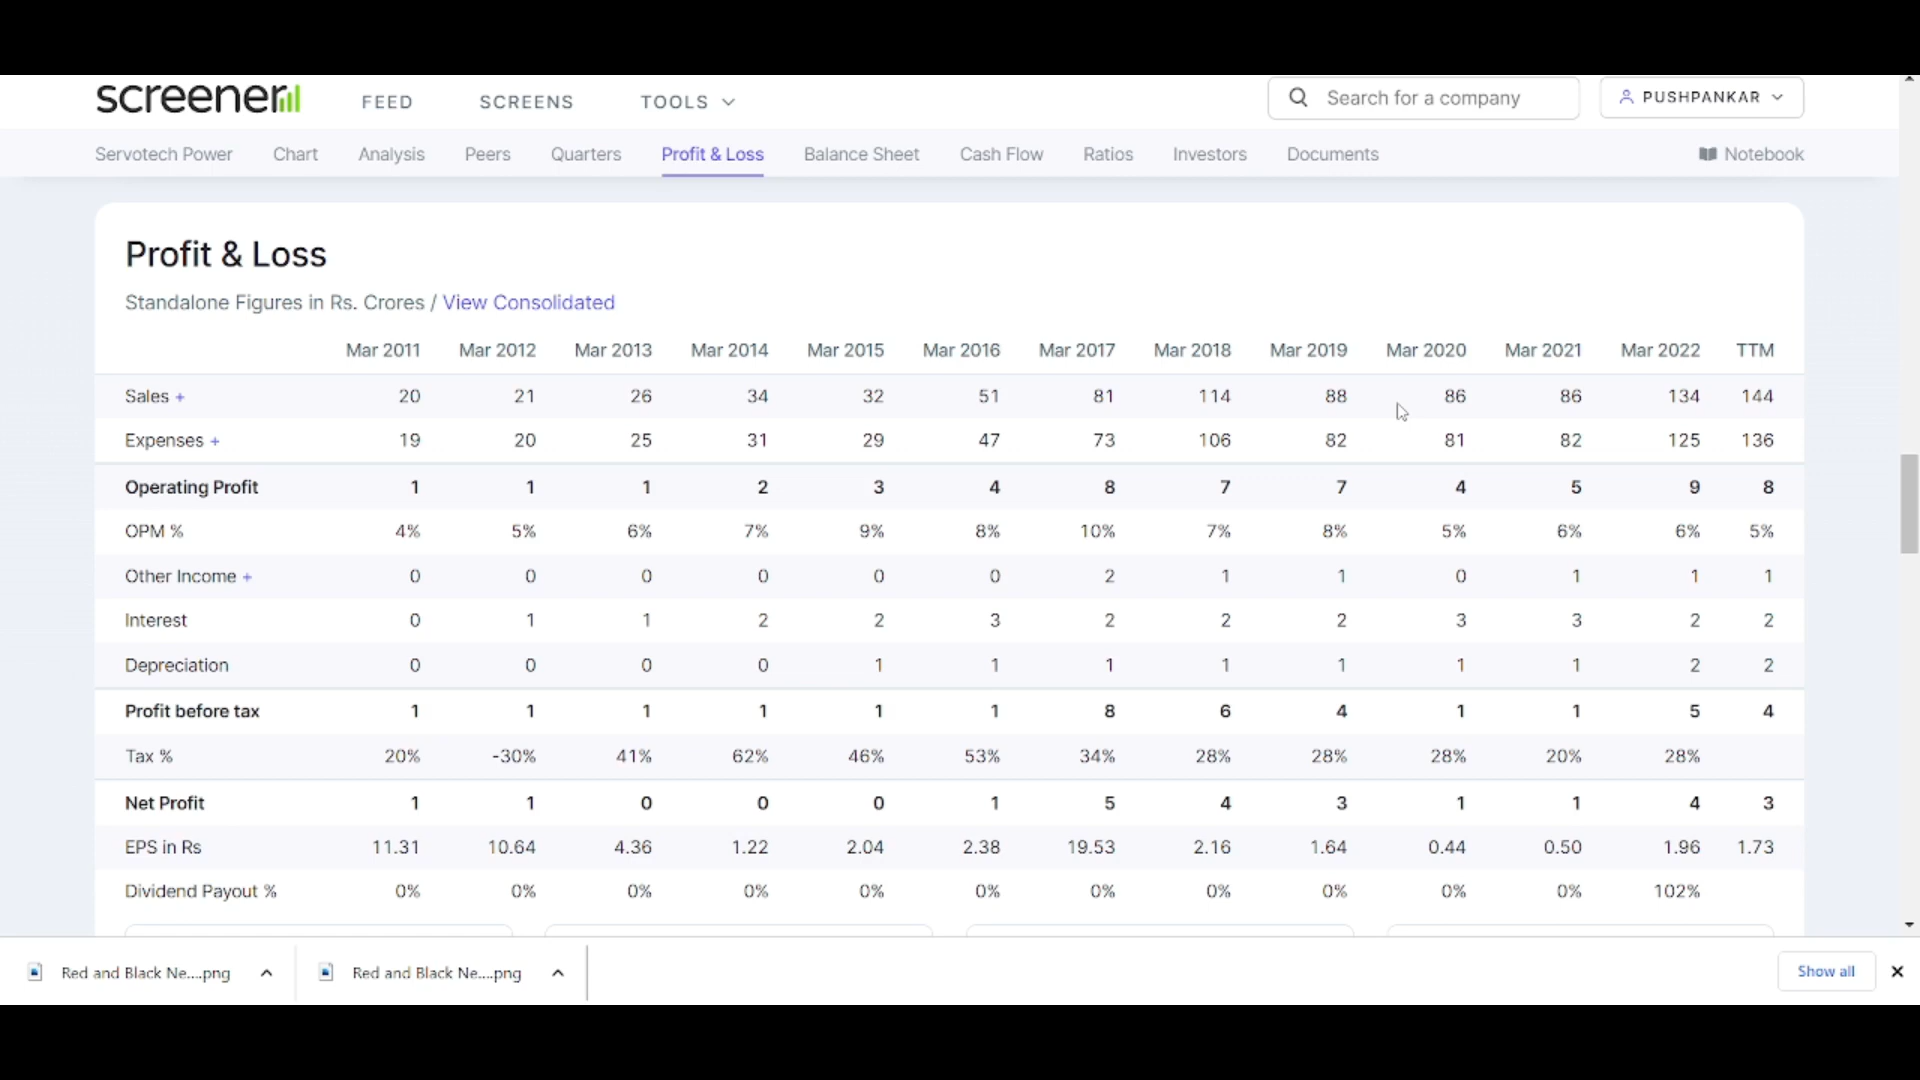 screener FEED SCREENS TOOLS Search for a company PUSHPANKAR
Servotech Power Chart Analysis Peers Quarters Profit & Loss Balance Sheet Cash Flow Ratios Investors Documents Notebook
Profit & Loss
Standalone Figures in Rs. Crores / View Consolidated
Mar 2011 Mar 2012 Mar 2013 Mar 2014 Mar 2015 Mar 2016 Mar 2017 Mar 2018 Mar 2019 Mar 2020 Mar 2021 Mar 2022 TTM
Sales + 20 21 26 34 32 51 81 114 88 86 86 134 144
Expenses + 19 20 25 31 29 47 73 106 82 81 82 125 136
Operating Profit 1 1 1 2 3 4 8 7 7 4 5 9 8
OPM % 4% 5% 6% 7% 9% 8% 10% 7% 8% 5% 6% 6% 5%
Other Income + 0 0 0 0 0 0 2 1 1 0 1 1 1
Interest 0 1 1 2 2 3 2 2 2 3 3 2 2
Depreciation 0 0 0 0 1 1 1 1 1 1 1 2 2
Profit before tax 1 1 1 1 1 1 8 6 4 1 1 5 4
Tax % 20% -30% 41% 62% 46% 53% 34% 28% 28% 28% 20% 28%
Net Profit 1 1 0 0 0 1 5 4 3 1 1 4 3
EPS in Rs 11.31 10.64 4.36 1.22 2.04 2.38 19.53 2.16 1.64 0.44 0.50 1.96 1.73
Dividend Payout % 0% 0% 0% 0% 0% 0% 0% 0% 0% 0% 0% 102%
Red and Black Ne....png Red and Black Ne....png Show all